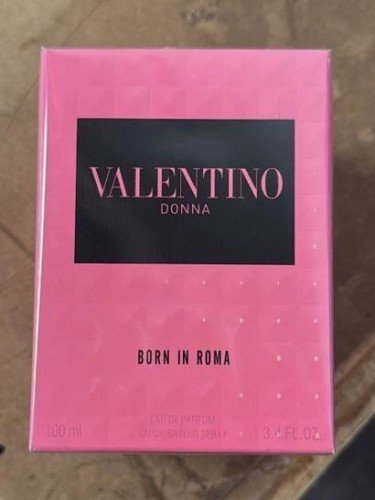 VALENTINO
DONNA
BORN IN ROMA
EAU DE PARFUM
100 ml VAPORISATEUR SPRAY 3.4 FL.OZ